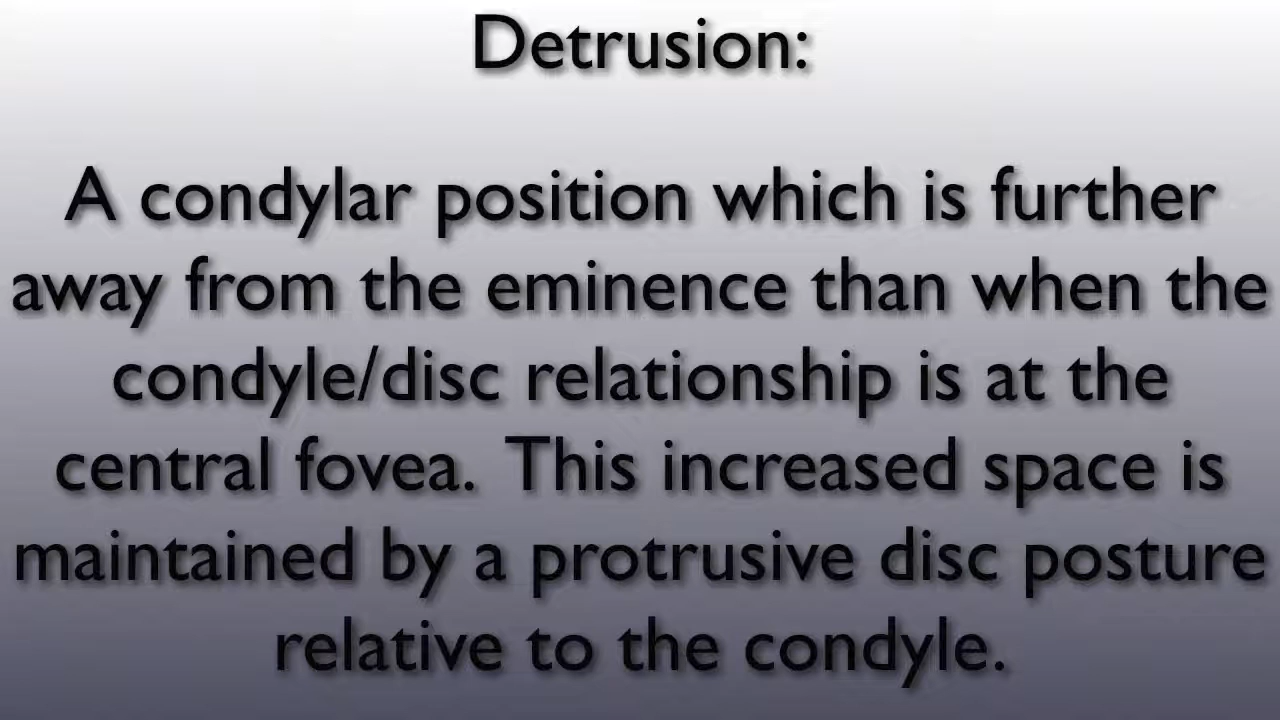 Detrusion:
A condylar position which is further
away from the eminence than when the
condyle/disc relationship is at the
central fovea.  This increased space is
maintained by a protrusive disc posture
relative to the condyle.